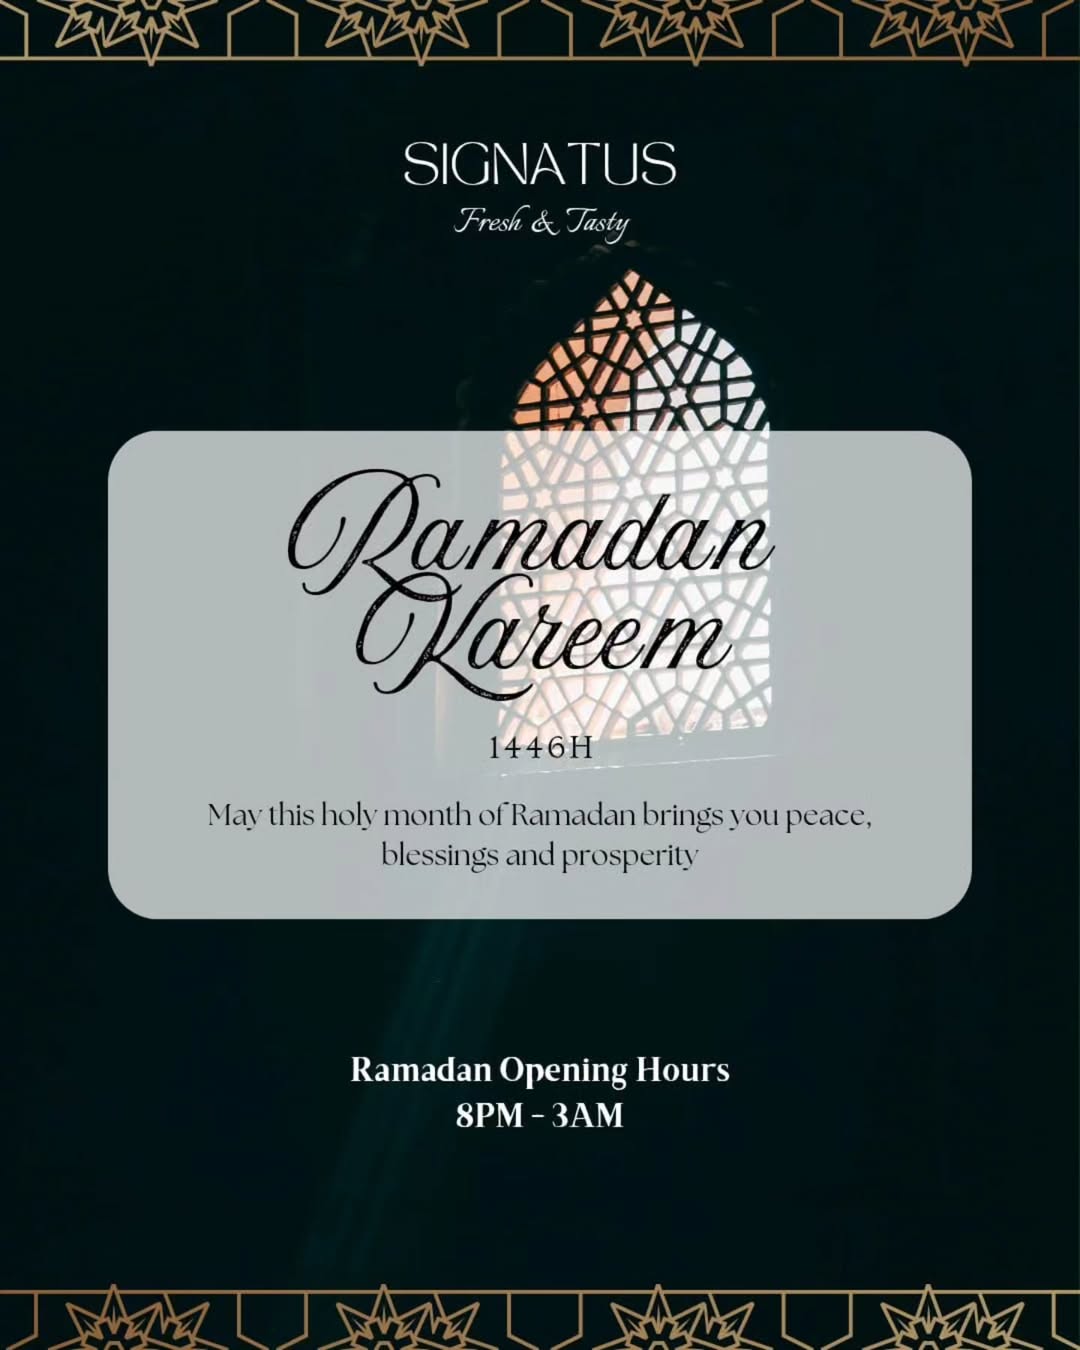 SIGNATUS
Fresh & Tasty
Ramadan
Kareem
1446H
May this holy month of Ramadan brings you peace,
blessings and prosperity
Ramadan Opening Hours
8PM - 3AM